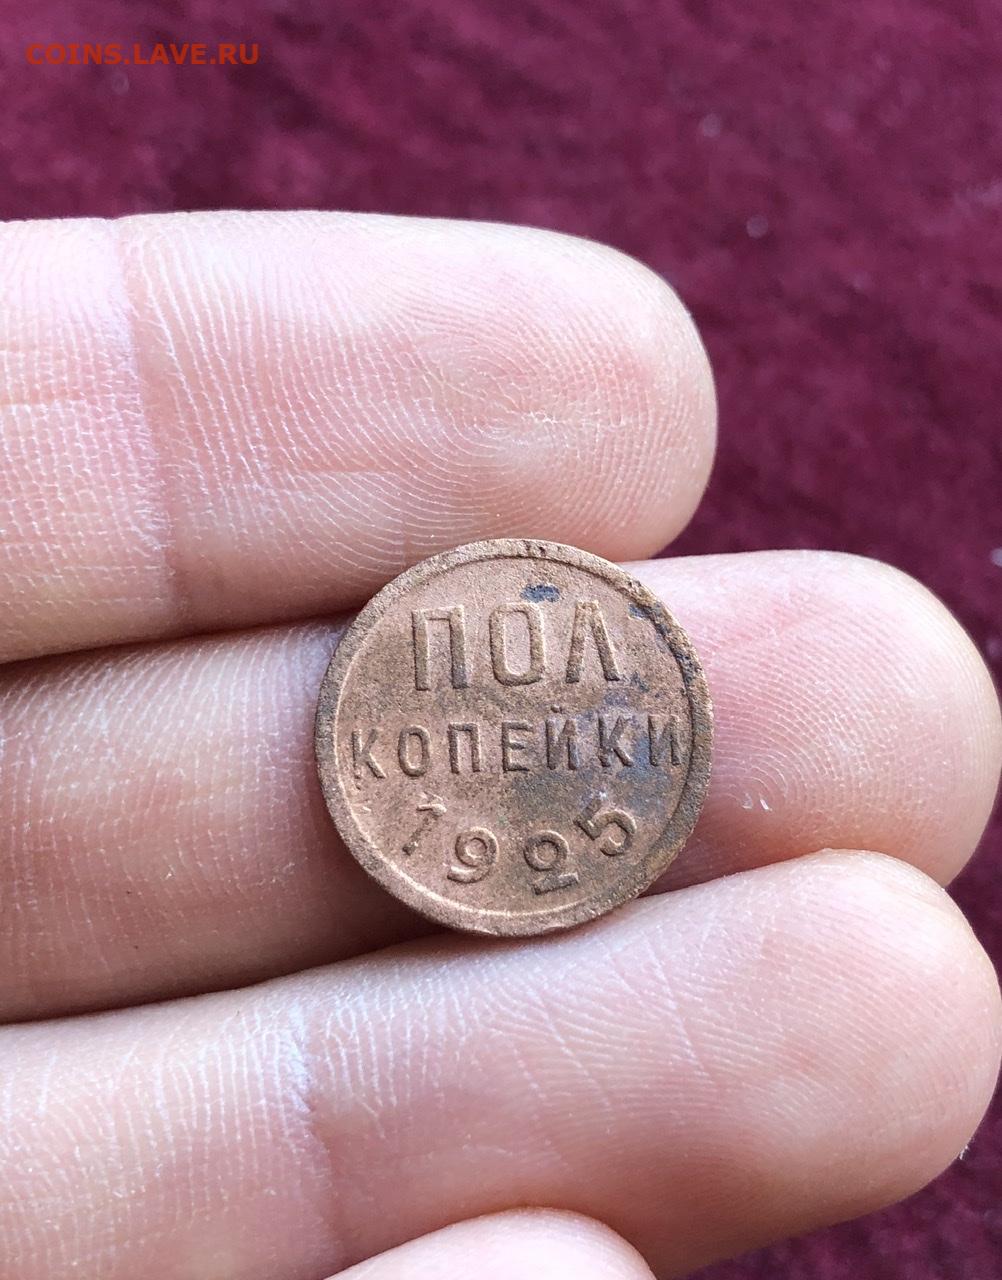 COINS.LAVE.RU
ПОЛ
КОПЕЙКИ
1925